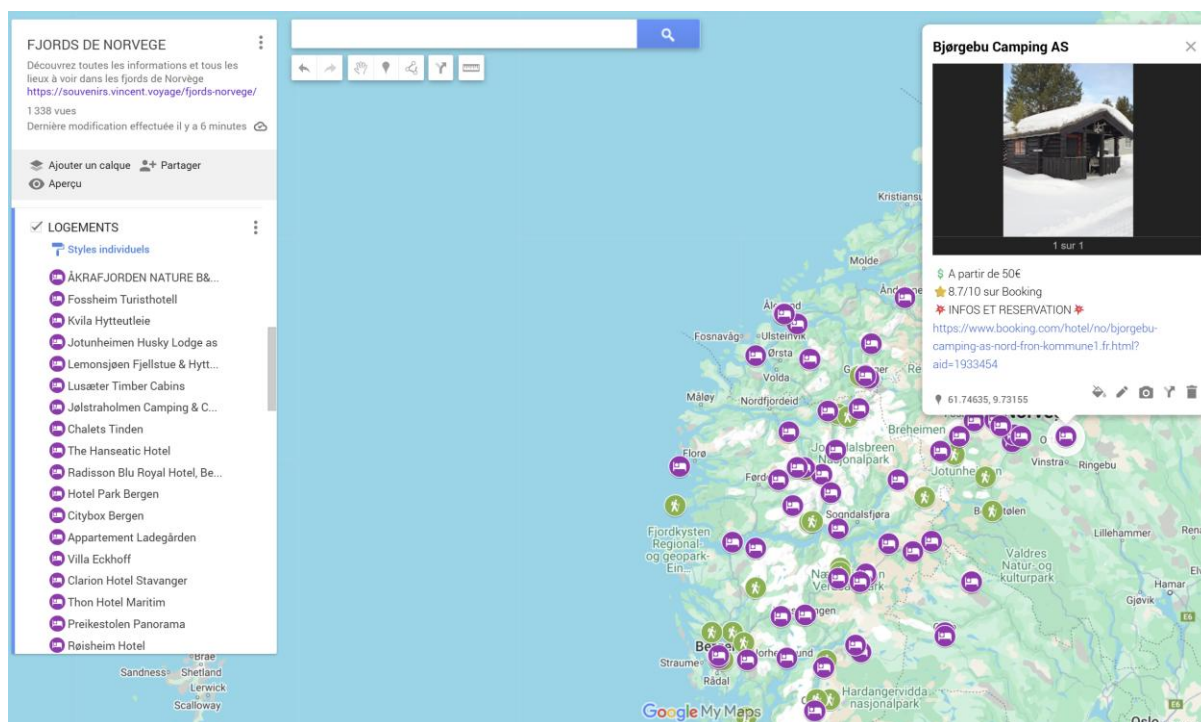 FJORDS DE NORVEGE
Découvrez toutes les informations et tous les
lieux à voir dans les fjords de Norvège
https://souvenirs.vincent.voyage/fjords-norvege/
1 338 vues
Dernière modification effectuée il y a 6 minutes
Ajouter un calque
Partager
Aperçu
LOGEMENTS
Styles individuels
ÅKRAFJORDEN NATURE B&...
Fossheim Turisthotell
Kvila Hytteutleie
Jotunheimen Husky Lodge as
Lemonsjøen Fjellstue & Hytt...
Lusæter Timber Cabins
Jølstraholmen Camping & C...
Chalets Tinden
The Hanseatic Hotel
Radisson Blu Royal Hotel, Be...
Hotel Park Bergen
Citybox Bergen
Appartement Ladegården
Villa Eckhoff
Clarion Hotel Stavanger
Thon Hotel Maritim
Preikestolen Panorama
Røisheim Hotel
Bjørgebu Camping AS
1 sur 1
A partir de 50€
8.7/10 sur Booking
INFOS ET RESERVATION
https://www.booking.com/hotel/no/bjorgebu-
camping-as-nord-fron-kommune1.fr.html?
aid=1933454
61.74635, 9.73155
Molde
Fosnavåg
Ulsteinvik
Ørsta
Volda
Måløy
Nordfjordeid
Breheimen
Florø
Vinstra
Ringebu
Sogndalsfjøra
Lillehammer
Fjordkysten
Regional-
og geopark-
Ein...
Valdres
Natur- og
kulturpark
Hamar
Gjøvik
E6
Straume
Rådal
Hardangervidda
nasjonalpark
E6
Oslo
Brae
Sandness
Shetland
Lerwick
Scalloway
Google My Maps